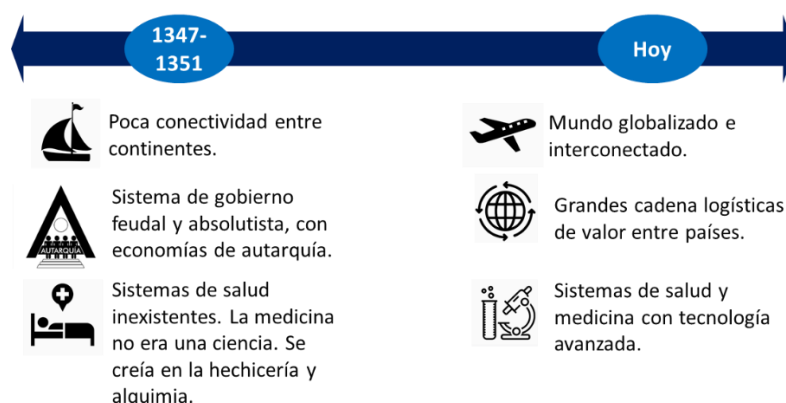 1347-
1351
Hoy
Poca conectividad entre
continentes.
Sistema de gobierno
feudal y absolutista, con
economías de autarquía.
AUTARQUÍA
Sistemas de salud
inexistentes. La medicina
no era una ciencia. Se
creía en la hechicería y
alquimia.
Mundo globalizado e
interconectado.
Grandes cadena logísticas
de valor entre países.
Sistemas de salud y
medicina con tecnología
avanzada.